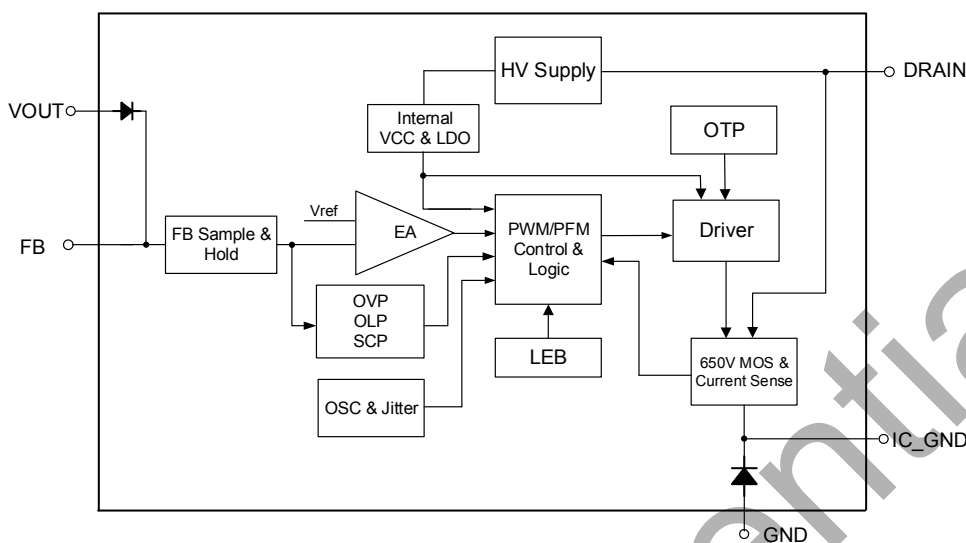 HV Supply
DRAIN
VOUT
Internal
VCC & LDO
OTP
Vref
EA
PWM/PFM
Control &
Logic
Driver
FB
FB Sample &
Hold
OVP
OLP
SCP
LEB
650V MOS &
Current Sense
OSC & Jitter
IC_GND
GND